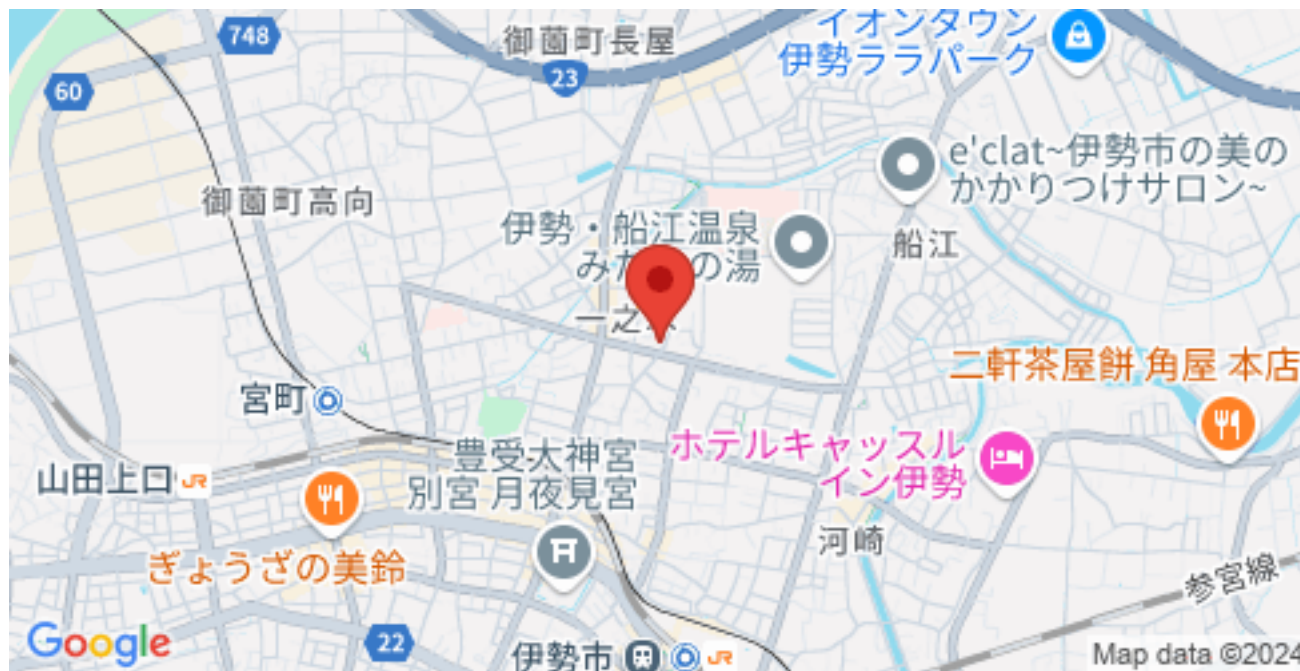 748
御薗町長屋
イオンタウン
伊勢ララパーク
23
60
e'clat~伊勢市の美の
かかりつけサロン~
御薗町高向
伊勢・船江温泉
み の湯
船江
一之
二軒茶屋餅 角屋 本店
宮町
豊受大神宮
別宮 月夜見宮
ホテルキャッスル
イン伊勢
山田上口 JR
河崎
ぎょうざの美鈴
参宮線
22
Google
伊勢市 JR
Map data ©2024